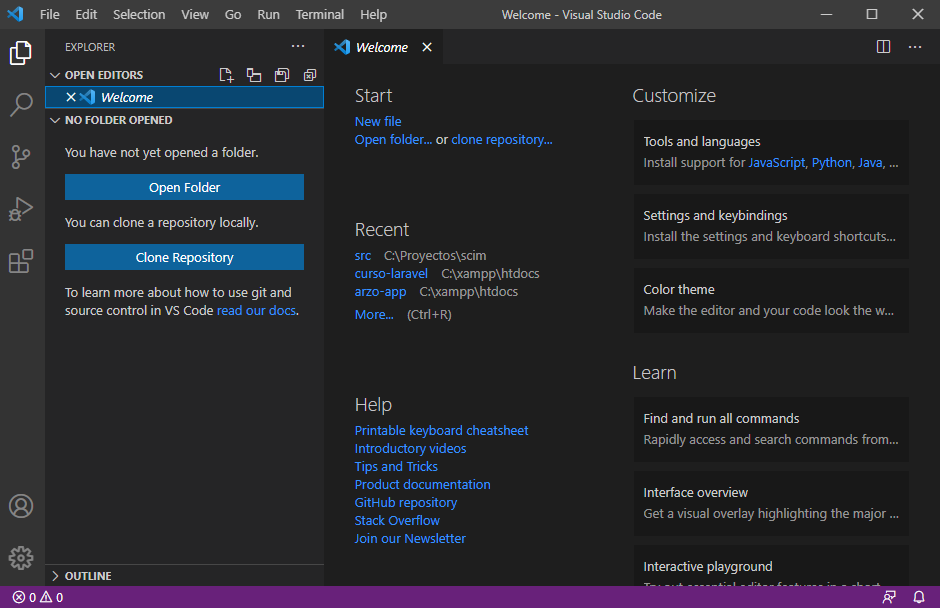 File Edit Selection View Go Run Terminal Help
Welcome - Visual Studio Code
EXPLORER
OPEN EDITORS
Welcome
NO FOLDER OPENED
You have not yet opened a folder.
Open Folder
You can clone a repository locally.
Clone Repository
To learn more about how to use git and
source control in VS Code read our docs.
OUTLINE
Welcome
Start
New file
Open folder... or clone repository...
Recent
src C:\Proyectos\scim
curso-laravel C:\xampp\htdocs
arzo-app C:\xampp\htdocs
More... (Ctrl+R)
Help
Printable keyboard cheatsheet
Introductory videos
Tips and Tricks
Product documentation
GitHub repository
Stack Overflow
Join our Newsletter
Customize
Tools and languages
Install support for JavaScript, Python, Java, ...
Settings and keybindings
Install the settings and keyboard shortcuts...
Color theme
Make the editor and your code look the w...
Learn
Find and run all commands
Rapidly access and search commands from...
Interface overview
Get a visual overlay highlighting the major ...
Interactive playground
Try out essential editor features in a short
0 0